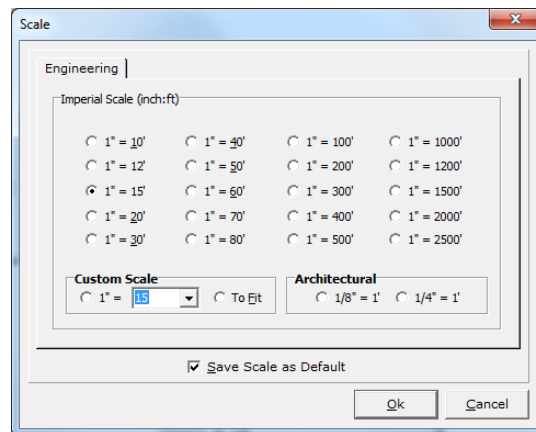 Scale
Engineering
Imperial Scale (inch:ft)
1" = 10' 1" = 40' 1" = 100' 1" = 1000'
1" = 12' 1" = 50' 1" = 200' 1" = 1200'
1" = 15' 1" = 60' 1" = 300' 1" = 1500'
1" = 20' 1" = 70' 1" = 400' 1" = 2000'
1" = 30' 1" = 80' 1" = 500' 1" = 2500'
Custom Scale Architectural
1" = 15 To Fit 1/8" = 1' 1/4" = 1'
Save Scale as Default
Ok Cancel